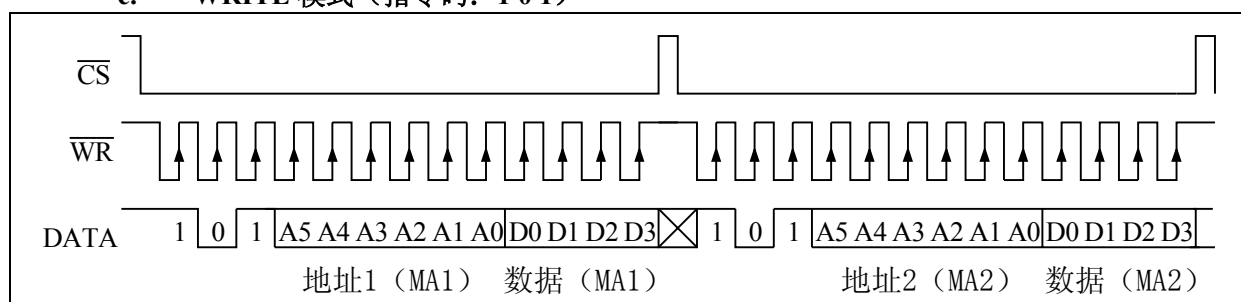 c. WRITE 模式（指令码：1 0 1）
CS
WR
DATA 1 0 1 A5 A4 A3 A2 A1 A0 D0 D1 D2 D3 1 0 1 A5 A4 A3 A2 A1 A0 D0 D1 D2 D3
地址1（MA1） 数据（MA1） 地址2（MA2） 数据（MA2）